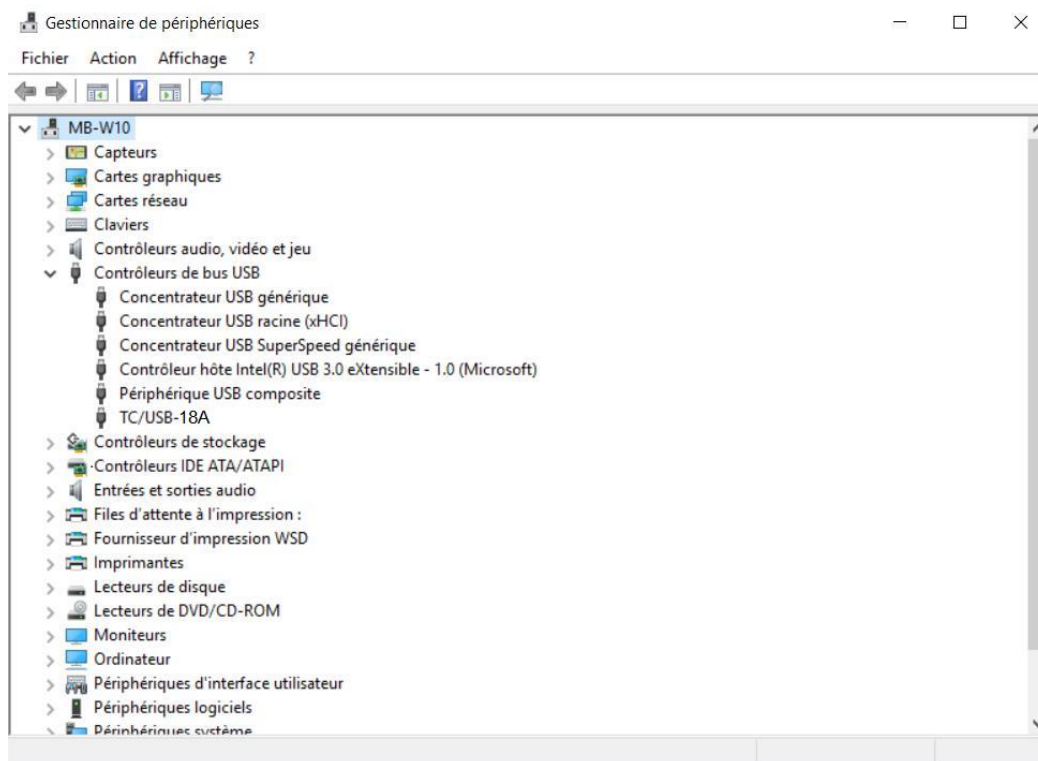 Gestionnaire de périphériques
Fichier Action Affichage ?
MB-W10
Capteurs
Cartes graphiques
Cartes réseau
Claviers
Contrôleurs audio, vidéo et jeu
Contrôleurs de bus USB
Concentrateur USB générique
Concentrateur USB racine (xHCI)
Concentrateur USB SuperSpeed générique
Contrôleur hôte Intel(R) USB 3.0 eXtensible - 1.0 (Microsoft)
Périphérique USB composite
TC/USB-18A
Contrôleurs de stockage
Contrôleurs IDE ATA/ATAPI
Entrées et sorties audio
Files d'attente à l'impression :
Fournisseur d'impression WSD
Imprimantes
Lecteurs de disque
Lecteurs de DVD/CD-ROM
Moniteurs
Ordinateur
Périphériques d'interface utilisateur
Périphériques logiciels
Périphériques système